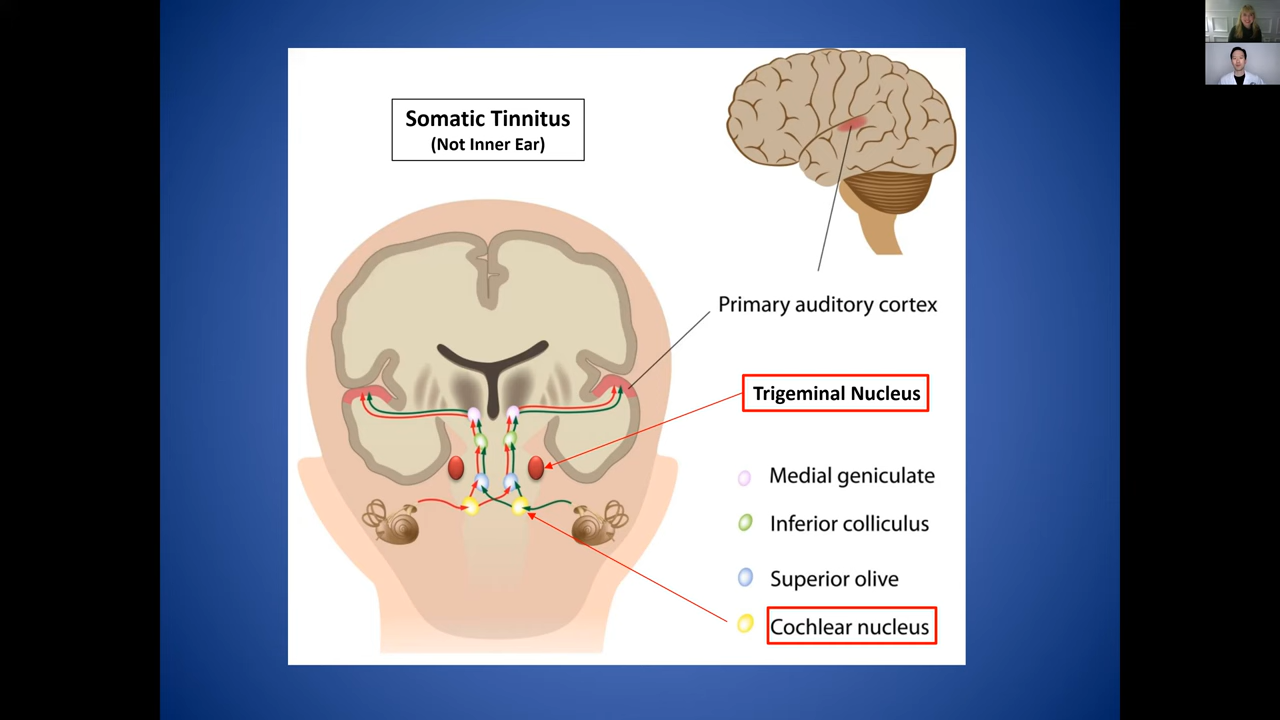 Somatic Tinnitus
(Not Inner Ear)
Primary auditory cortex
Trigeminal Nucleus
Medial geniculate
Inferior colliculus
Superior olive
Cochlear nucleus